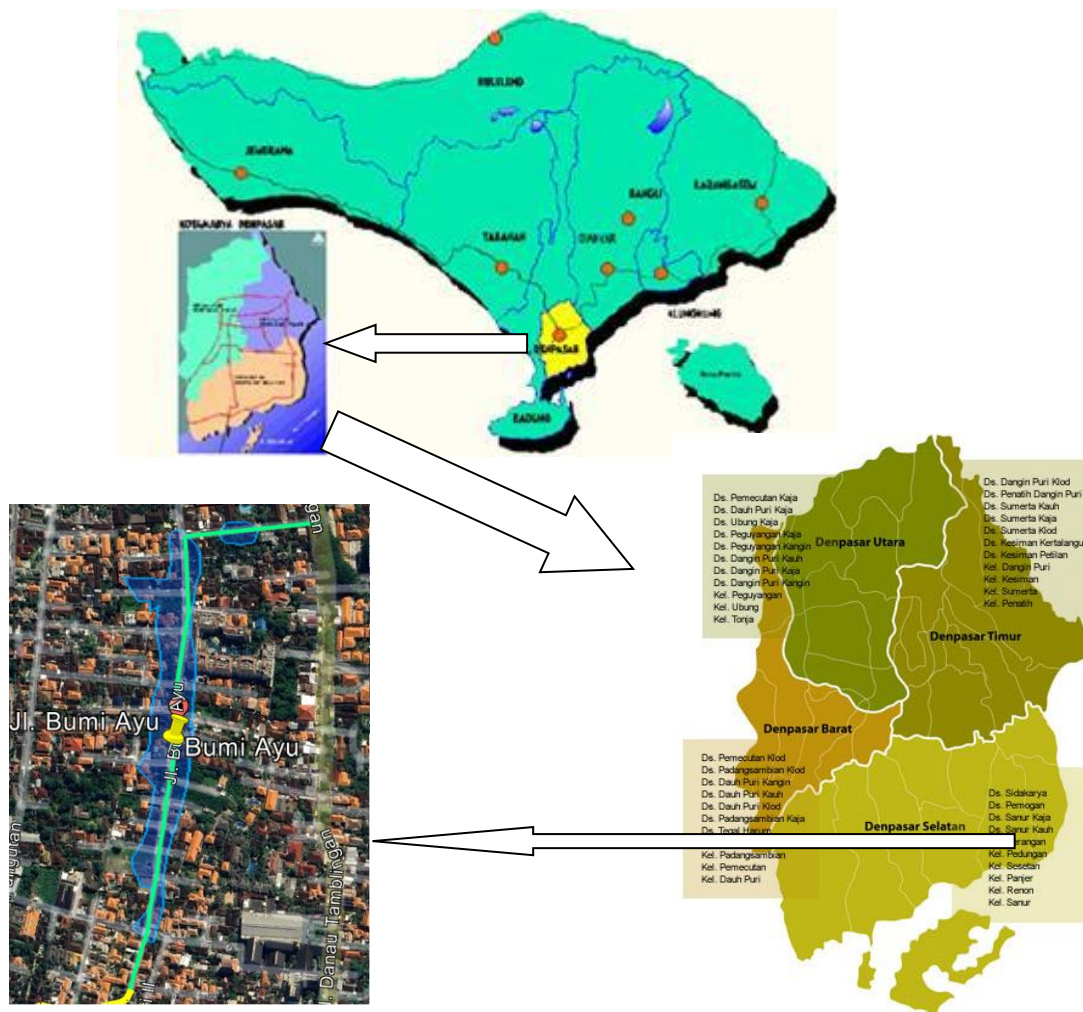 BULELENG
JEMBRANA
KARANGASEM
BANGLI
TABANAN
GIANYAR
KLUNGKUNG
DENPASAR
BADUNG
Nusa Penida
KOTAMADYA DENPASAR
Ds. Pemecutan Kaja
Ds. Dauh Puri Kaja
Ds. Ubung Kaja
Ds. Peguyangan Kaja
Ds. Peguyangan Kangin
Ds. Dangin Puri Kauh
Ds. Dangin Puri Kaja
Ds. Dangin Puri Kangin
Kel. Peguyangan
Kel. Ubung
Kel. Tonja
Denpasar Utara
Ds. Dangin Puri Klod
Ds. Penatih Dangin Puri
Ds. Sumerta Kauh
Ds. Sumerta Kaja
Ds. Sumerta Klod
Ds. Kesiman Kertalangu
Ds. Kesiman Petilan
Kel. Dangin Puri
Kel. Kesiman
Kel. Sumerta
Kel. Penatih
Denpasar Timur
Denpasar Barat
Ds. Pemecutan Klod
Ds. Padangsambian Klod
Ds. Dauh Puri Kangin
Ds. Dauh Puri Kauh
Ds. Dauh Puri Klod
Ds. Padangsambian Kaja
Ds. Tegal Harum
Kel. Padangsambian
Kel. Pemecutan
Kel. Dauh Puri
Denpasar Selatan
Ds. Sidakarya
Ds. Pemogan
Ds. Sanur Kaja
Ds. Sanur Kauh
Kel. Pedungan
Kel. Sesetan
Kel. Panjer
Kel. Renon
Kel. Sanur
gan
Jl. Bumi Ayu
Bumi Ayu
Ayu
Danau Tamblingan